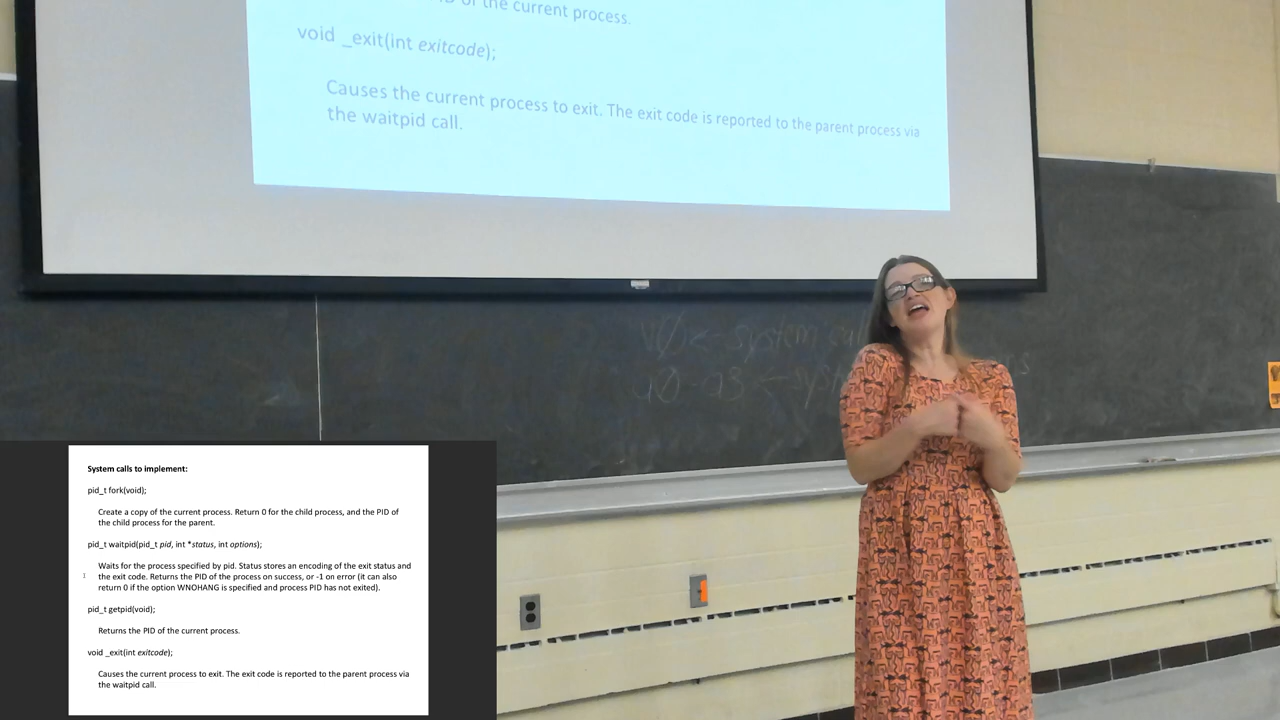 of the current process.
void _exit(int exitcode);
Causes the current process to exit. The exit code is reported to the parent process via
the waitpid call.
v0 <- system call
a0-a3 <- syst
System calls to implement:
pid_t fork(void);
Create a copy of the current process. Return 0 for the child process, and the PID of
the child process for the parent.
pid_t waitpid(pid_t pid, int *status, int options);
Waits for the process specified by pid. Status stores an encoding of the exit status and
the exit code. Returns the PID of the process on success, or -1 on error (it can also
return 0 if the option WNOHANG is specified and process PID has not exited).
pid_t getpid(void);
Returns the PID of the current process.
void _exit(int exitcode);
Causes the current process to exit. The exit code is reported to the parent process via
the waitpid call.